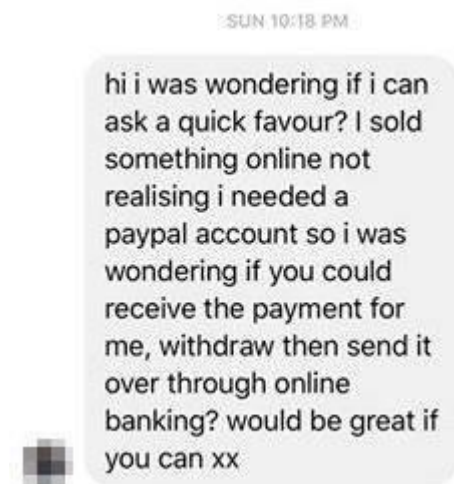 SUN 10:18 PM
hi i was wondering if i can
ask a quick favour? I sold
something online not
realising i needed a
paypal account so i was
wondering if you could
receive the payment for
me, withdraw then send it
over through online
banking? would be great if
you can xx